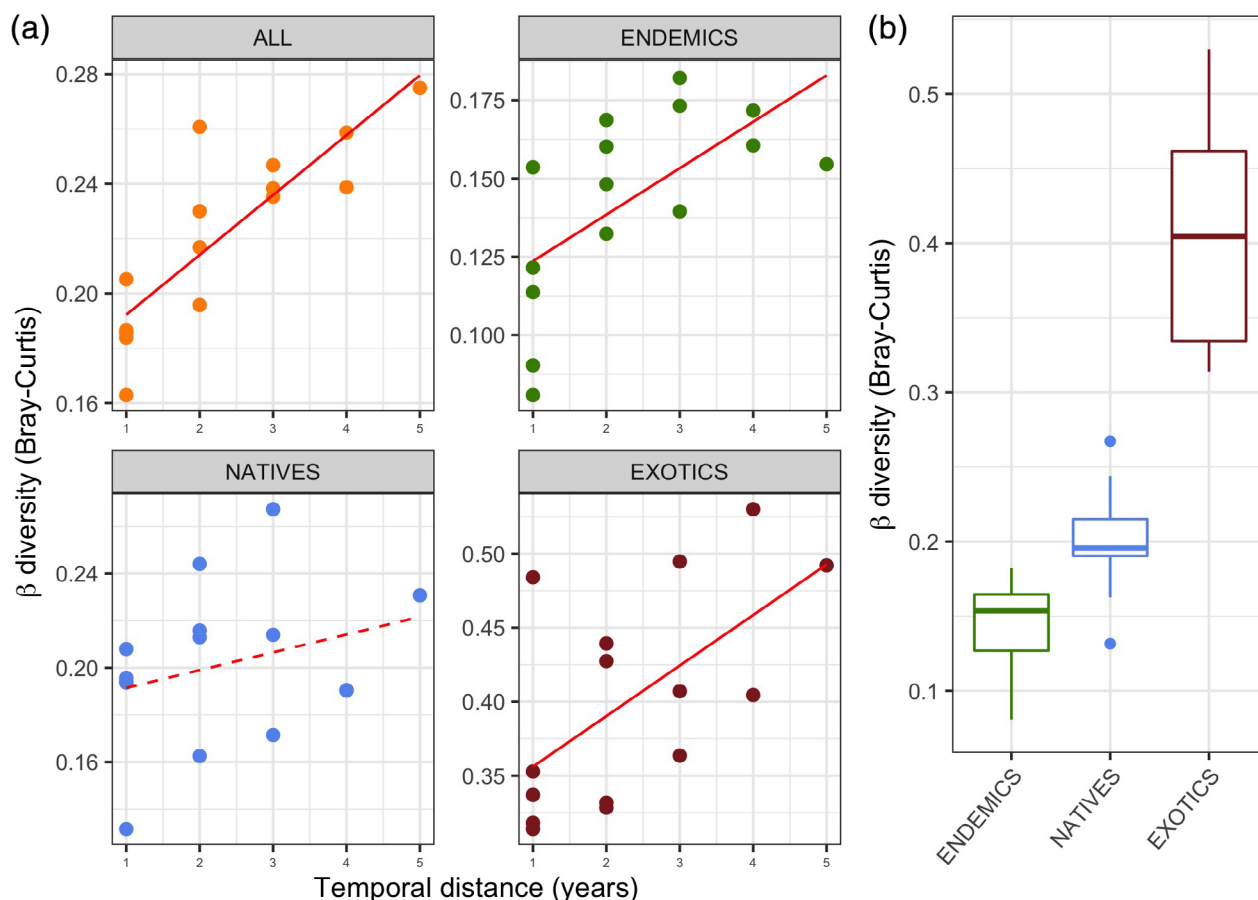 (a)
ALL
ENDEMICS
β diversity (Bray-Curtis)
0.28
0.24
0.20
0.16
1 2 3 4 5
0.175
0.150
0.125
0.100
1 2 3 4 5
NATIVES
EXOTICS
0.24
0.20
0.16
1 2 3 4 5
0.50
0.45
0.40
0.35
1 2 3 4 5
Temporal distance (years)
(b)
β diversity (Bray-Curtis)
0.5
0.4
0.3
0.2
0.1
ENDEMICS
NATIVES
EXOTICS